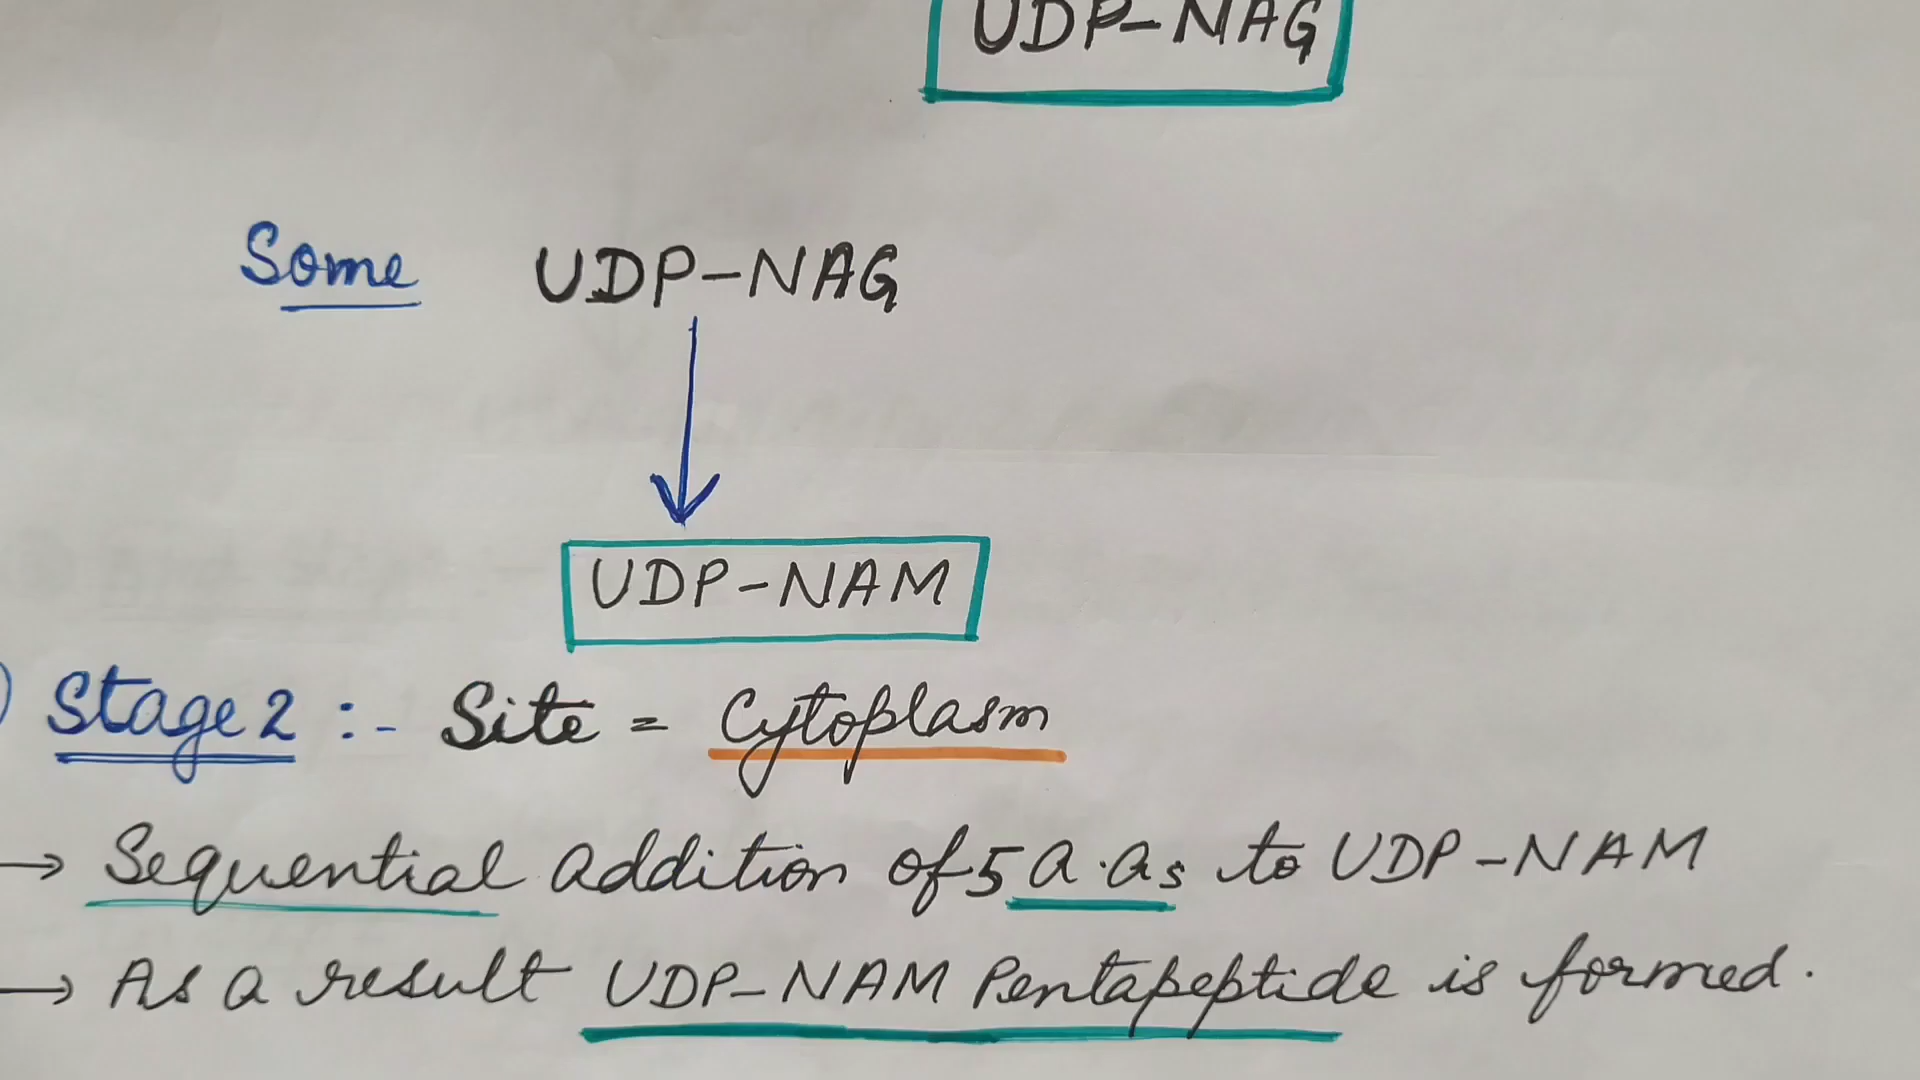 UDP-NAG
Some UDP-NAG
UDP-NAM
) Stage 2 :- Site = Cytoplasm
→ Sequential addition of 5 a.as to UDP-NAM
→ As a result UDP-NAM Pentapeptide is formed.